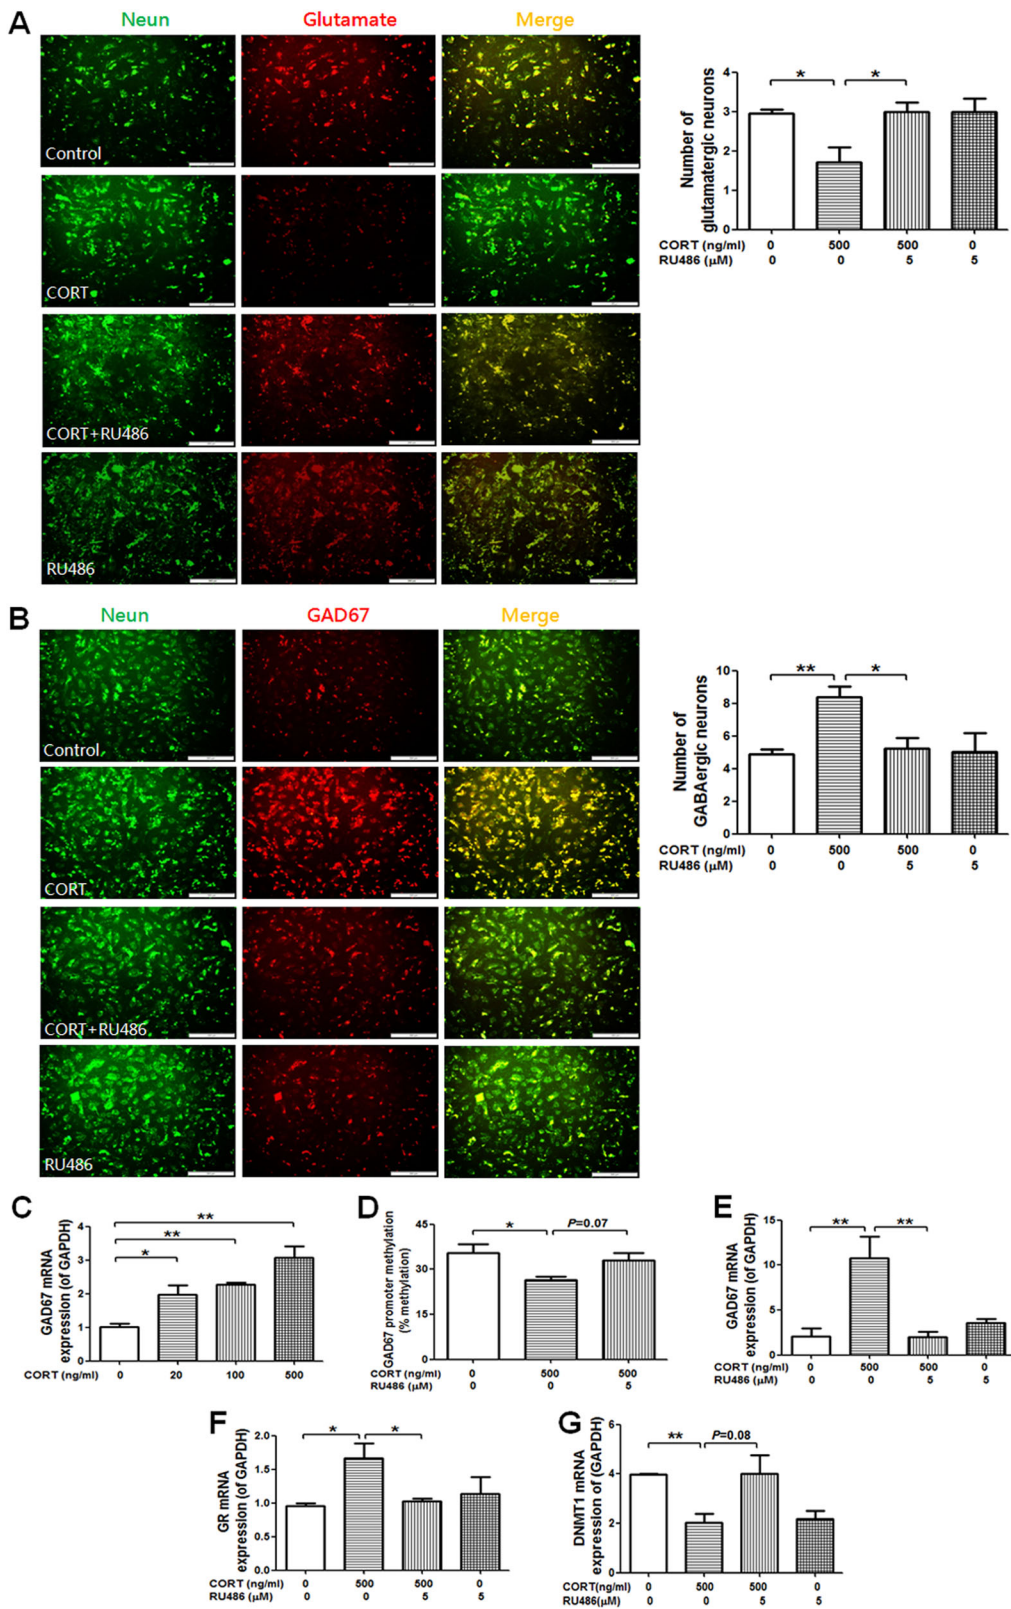 A
Neun Glutamate Merge
Control
CORT
CORT+RU486
RU486
Number of
glutamatergic neurons
4
3
2
1
0
* *
CORT (ng/ml) 0 500 500 0
RU486 (μM) 0 0 5 5
B
Neun GAD67 Merge
Control
CORT
CORT+RU486
RU486
Number of
GABAergic neurons
10
8
6
4
2
0
** *
CORT (ng/ml) 0 500 500 0
RU486 (μM) 0 0 5 5
C
GAD67 mRNA
expression (of GAPDH)
4
3
2
1
0
**
**
*
CORT (ng/ml) 0 20 100 500
D
GAD67 promoter methylation
(% methylation)
45
30
15
0
* P=0.07
CORT (ng/ml) 0 500 500
RU486 (μM) 0 0 5
E
GAD67 mRNA
expression (of GAPDH)
15
10
5
0
** **
CORT (ng/ml) 0 500 500 0
RU486 (μM) 0 0 5 5
F
GR mRNA
expression (of GAPDH)
2.0
1.5
1.0
0.5
0.0
* *
CORT (ng/ml) 0 500 500 0
RU486 (μM) 0 0 5 5
G
DNMT1 mRNA
expression of (GAPDH)
6
4
2
0
** P=0.08
CORT(ng/ml) 0 500 500 0
RU486(μM) 0 0 5 5